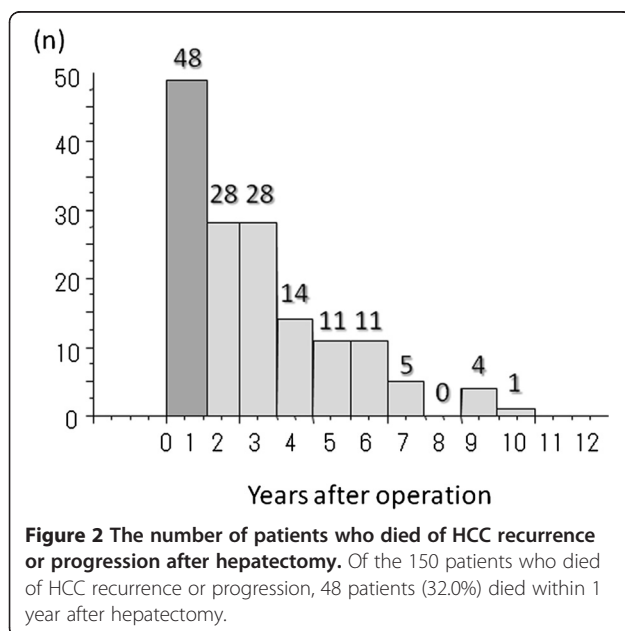 (n)
48
50
40
28 28
30
20
14
11 11
10
5
4
0
1
0
0 1 2 3 4 5 6 7 8 9 10 11 12
Years after operation
Figure 2 The number of patients who died of HCC recurrence
or progression after hepatectomy. Of the 150 patients who died
of HCC recurrence or progression, 48 patients (32.0%) died within 1
year after hepatectomy.